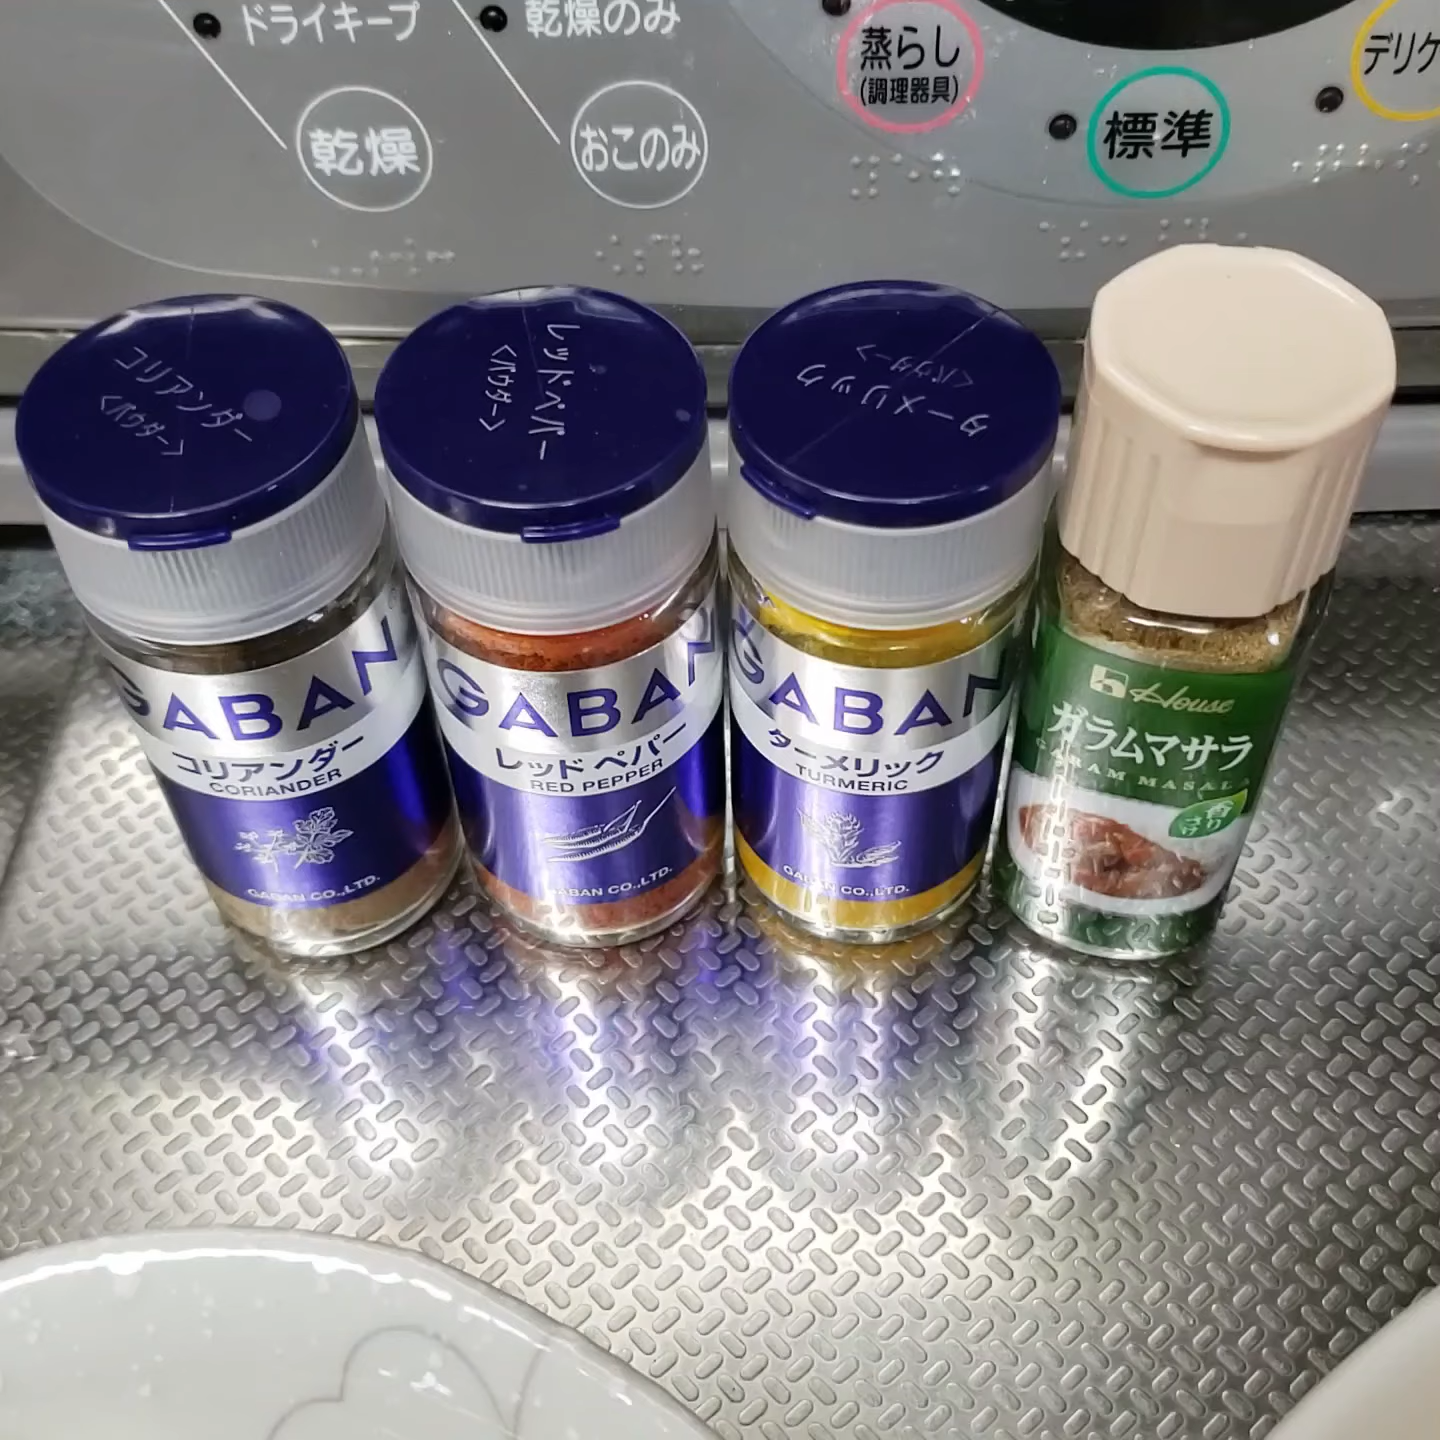 ドライキープ
乾燥のみ
乾燥
おこのみ
蒸らし
(調理器具)
標準
デリケ
コリアンダー
<パウダー>
レッドペパー
<パウダー>
ターメリック
<パウダー>
GABAN
コリアンダー
CORIANDER
GABAN CO.,LTD.
GABAN
レッドペパー
RED PEPPER
GABAN CO.,LTD.
GABAN
ターメリック
TURMERIC
GABAN CO.,LTD.
House
ガラムマサラ
GARAM MASALA
香り
さけ